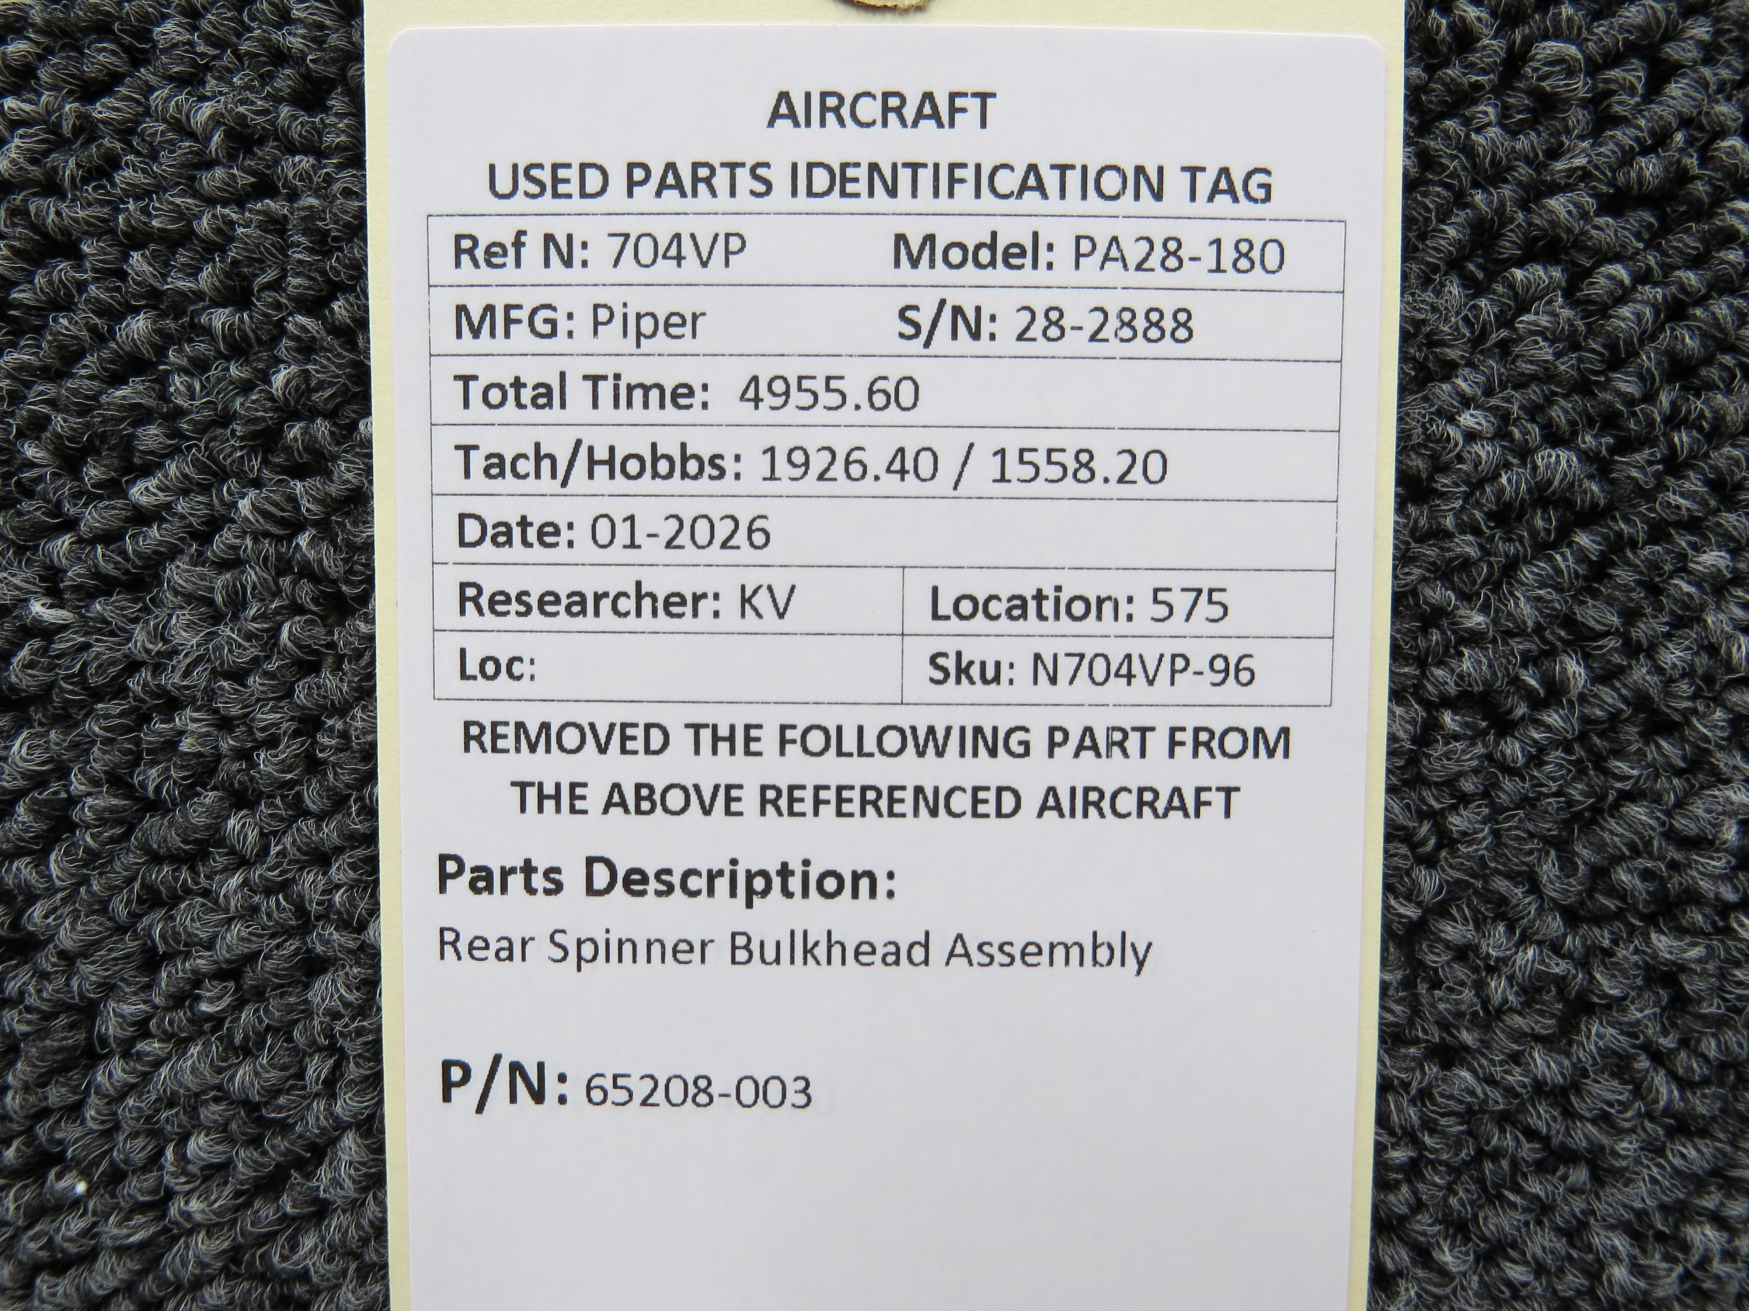 AIRCRAFT
USED PARTS IDENTIFICATION TAG
Ref N: 704VP Model: PA28-180
MFG: Piper S/N: 28-2888
Total Time: 4955.60
Tach/Hobbs: 1926.40 / 1558.20
Date: 01-2026
Researcher: KV Location: 575
Loc: Sku: N704VP-96
REMOVED THE FOLLOWING PART FROM
THE ABOVE REFERENCED AIRCRAFT
Parts Description:
Rear Spinner Bulkhead Assembly
P/N: 65208-003